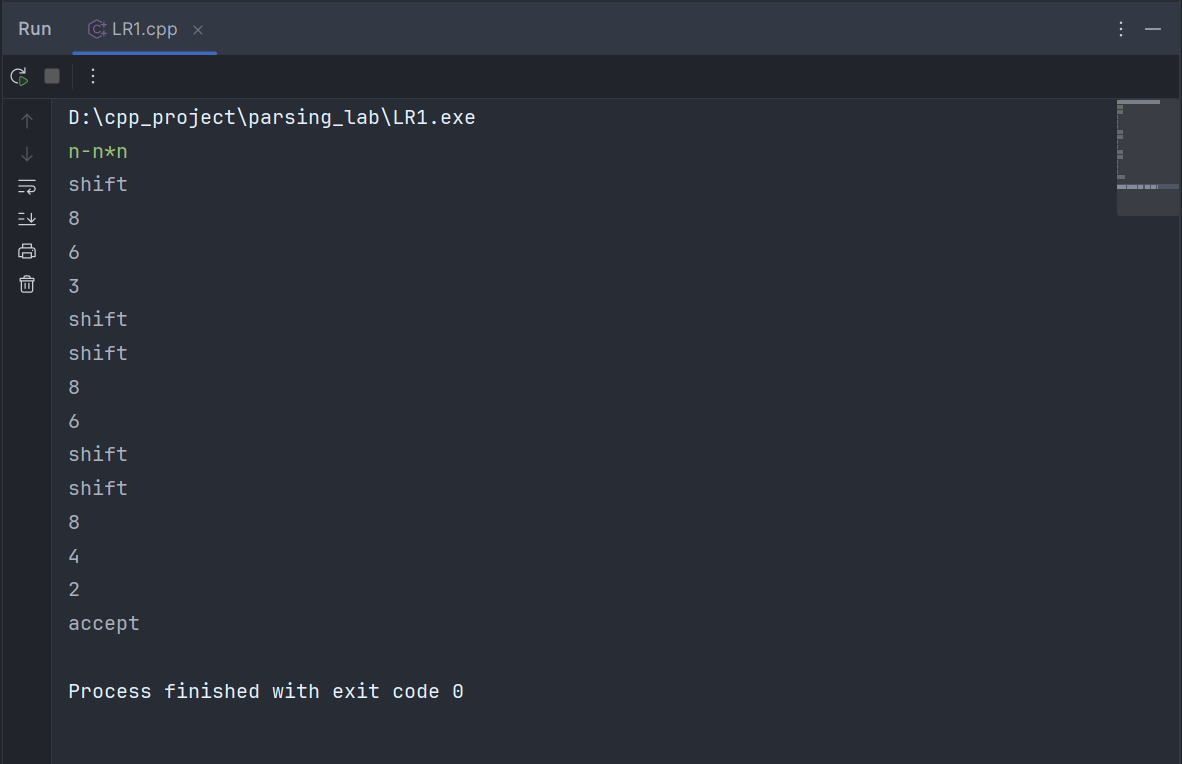 Run LR1.cpp
D:\cpp_project\parsing_lab\LR1.exe
n-n*n
shift
8
6
3
shift
shift
8
6
shift
shift
8
4
2
accept
Process finished with exit code 0